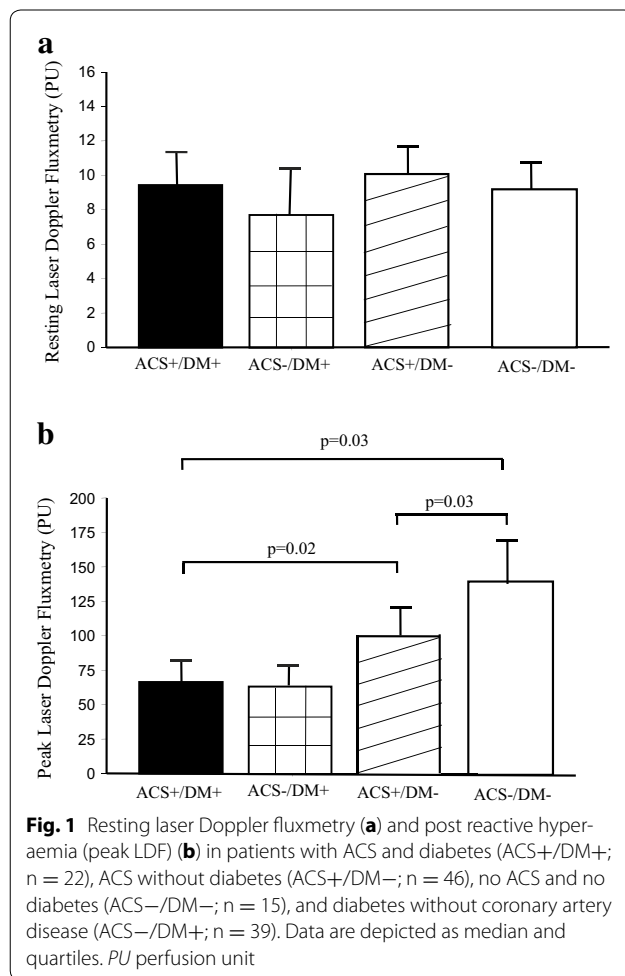 a
Resting Laser Doppler Fluxmetry (PU)
16
14
12
10
8
6
4
2
0
ACS+/DM+ ACS-/DM+ ACS+/DM- ACS-/DM-
b
Peak Laser Doppler Fluxmetry (PU)
p=0.03
p=0.03
p=0.02
200
175
150
125
100
75
50
25
0
ACS+/DM+ ACS-/DM+ ACS+/DM- ACS-/DM-
Fig. 1 Resting laser Doppler fluxmetry (a) and post reactive hyper-
aemia (peak LDF) (b) in patients with ACS and diabetes (ACS+/DM+;
n = 22), ACS without diabetes (ACS+/DM−; n = 46), no ACS and no
diabetes (ACS−/DM−; n = 15), and diabetes without coronary artery
disease (ACS−/DM+; n = 39). Data are depicted as median and
quartiles. PU perfusion unit